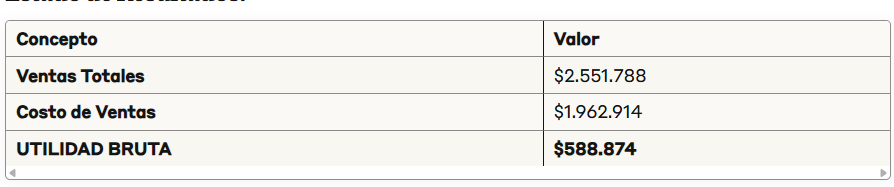 Concepto Valor
Ventas Totales $2.551.788
Costo de Ventas $1.962.914
UTILIDAD BRUTA $588.874